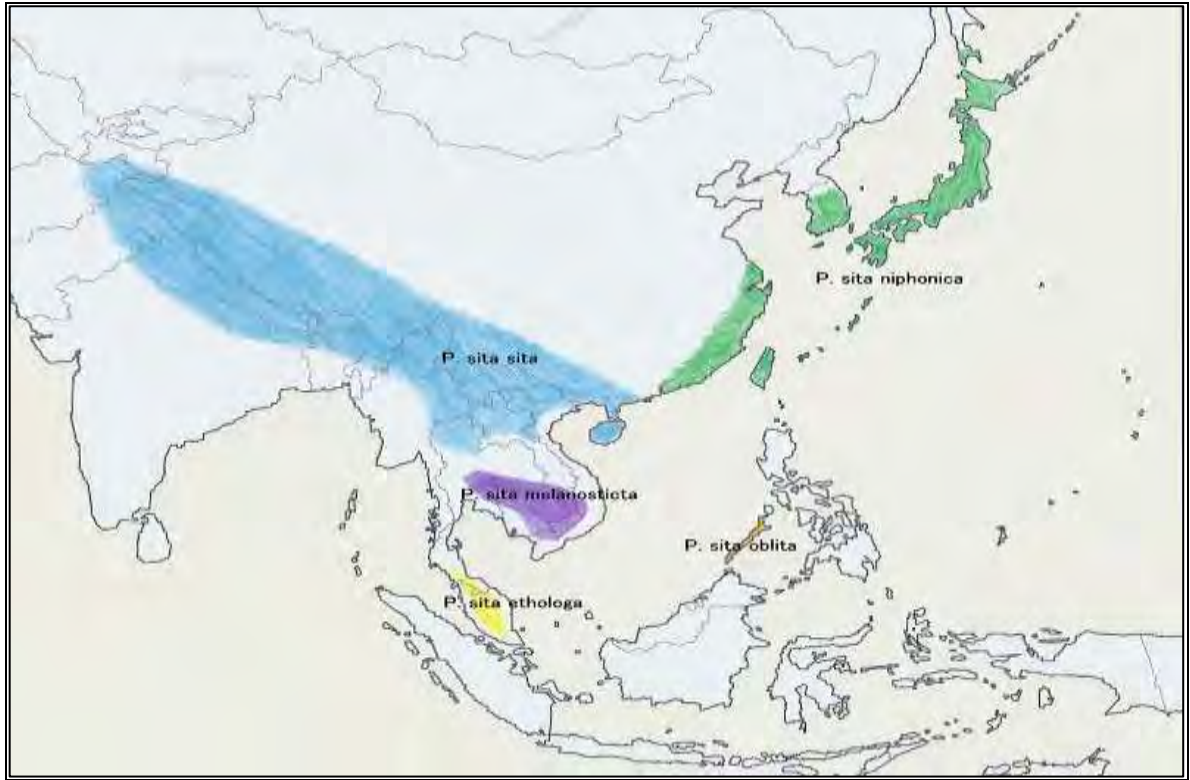 P. sita niphonica
P. sita sita
P. sita melanosticta
P. sita oblita
P. sita ethologa